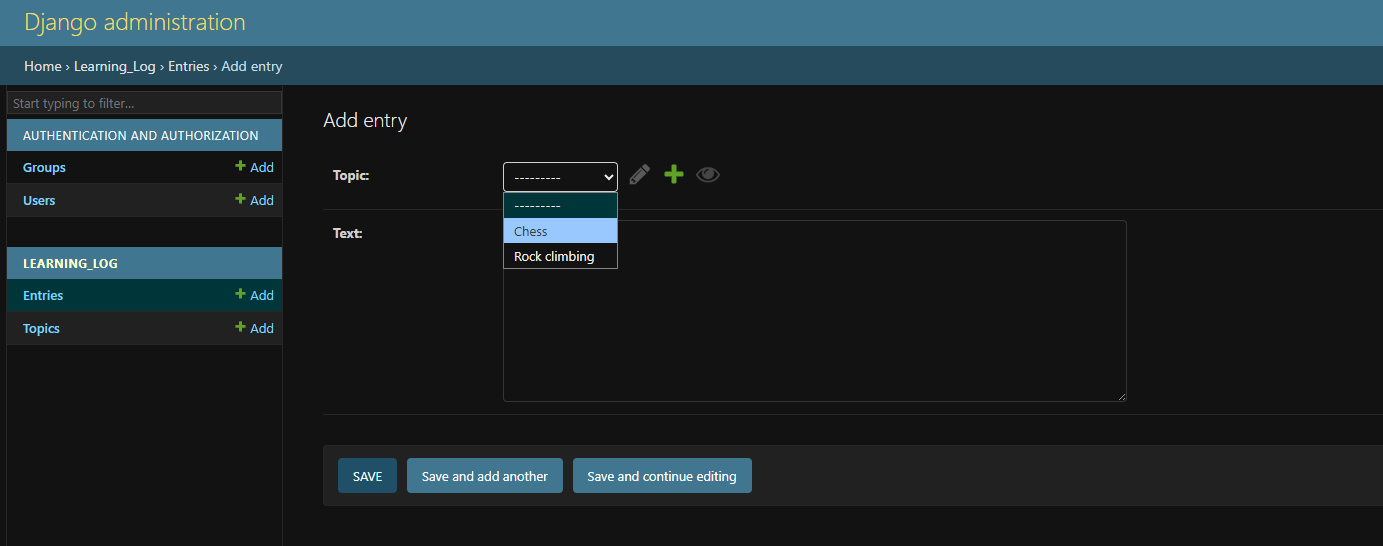 Django administration
Home › Learning_Log › Entries › Add entry
Start typing to filter...
AUTHENTICATION AND AUTHORIZATION
Groups + Add
Users + Add
LEARNING_LOG
Entries + Add
Topics + Add
Add entry
Topic: ---------
---------
Chess
Rock climbing
Text:
SAVE Save and add another Save and continue editing